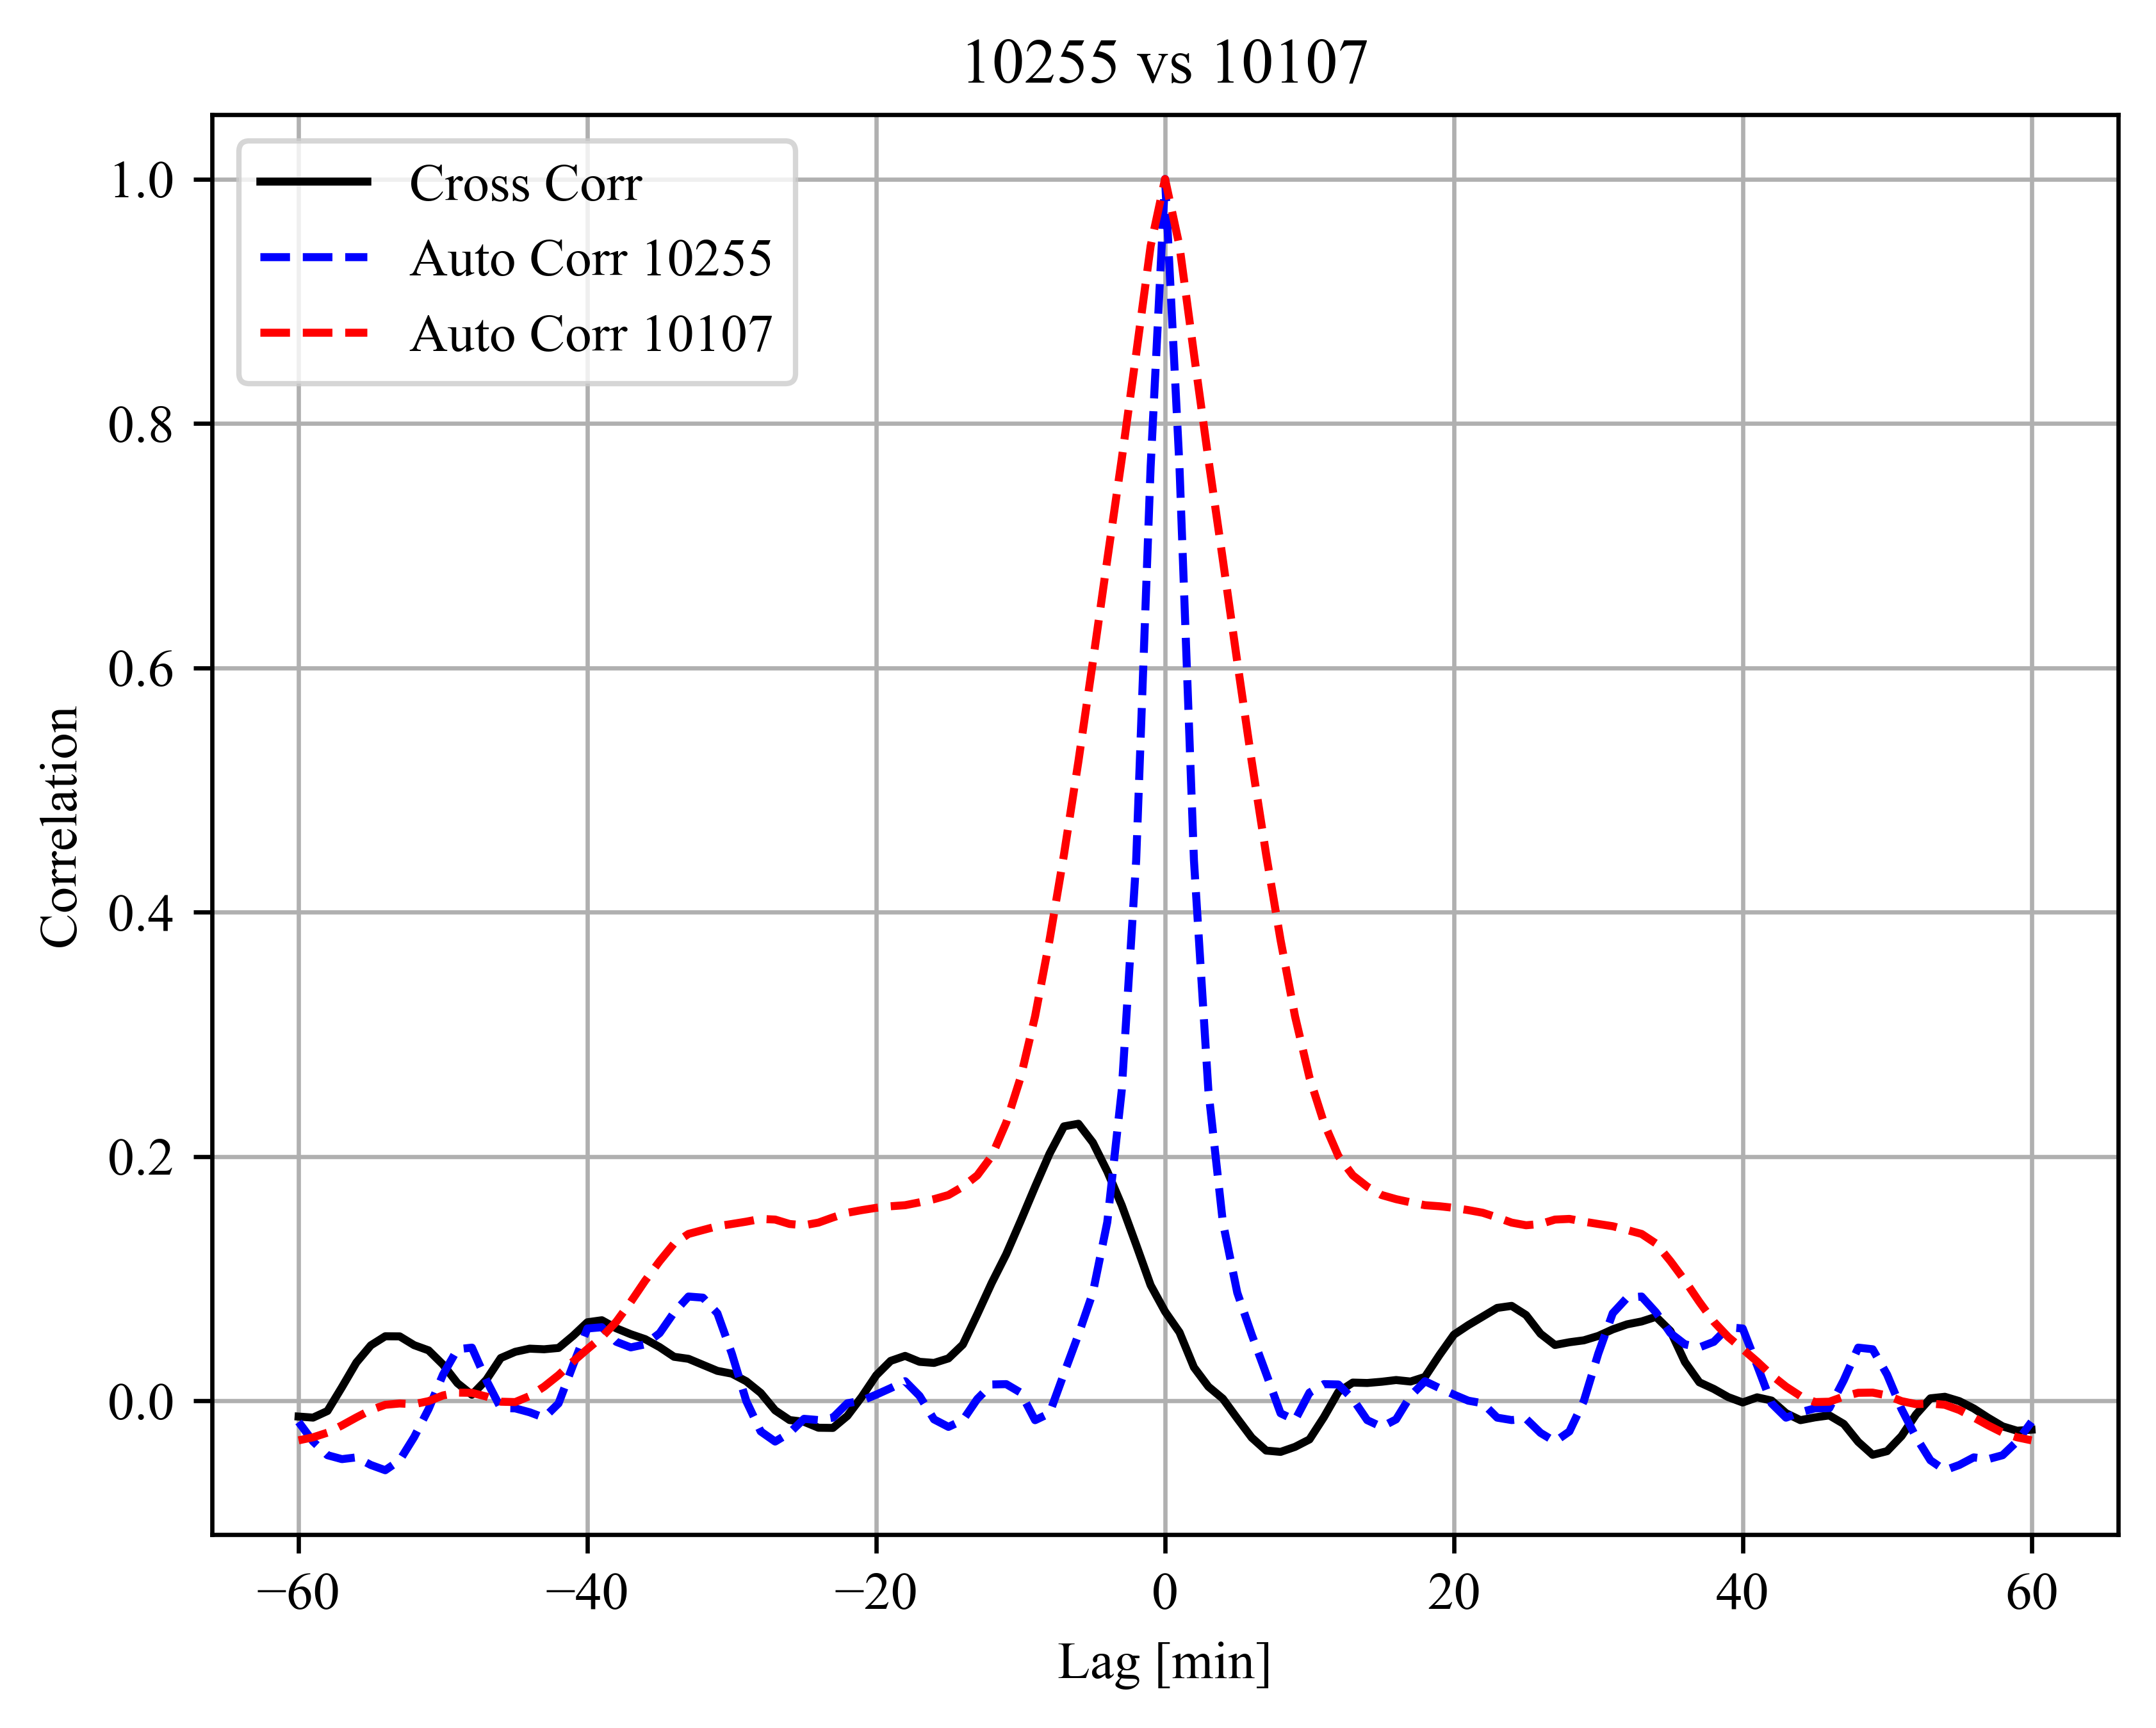 10255 vs 10107
Cross Corr
Auto Corr 10255
Auto Corr 10107
1.0
0.8
0.6
0.4
0.2
0.0
Correlation
−60 −40 −20 0 20 40 60
Lag [min]